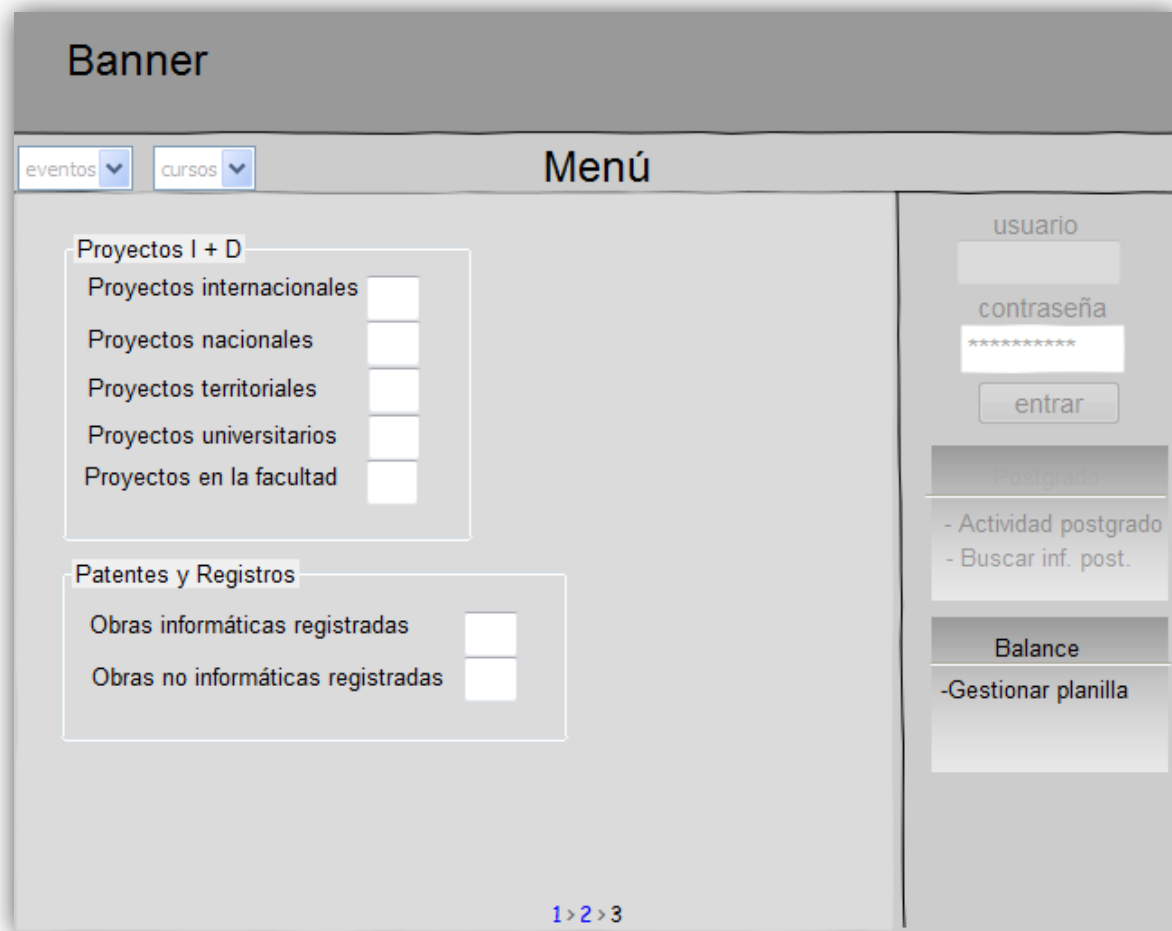 Banner
eventos cursos Menú
Proyectos I + D
Proyectos internacionales
Proyectos nacionales
Proyectos territoriales
Proyectos universitarios
Proyectos en la facultad
Patentes y Registros
Obras informáticas registradas
Obras no informáticas registradas
1 > 2 > 3
usuario
contraseña
**********
entrar
Postgrado
- Actividad postgrado
- Buscar inf. post.
Balance
-Gestionar planilla